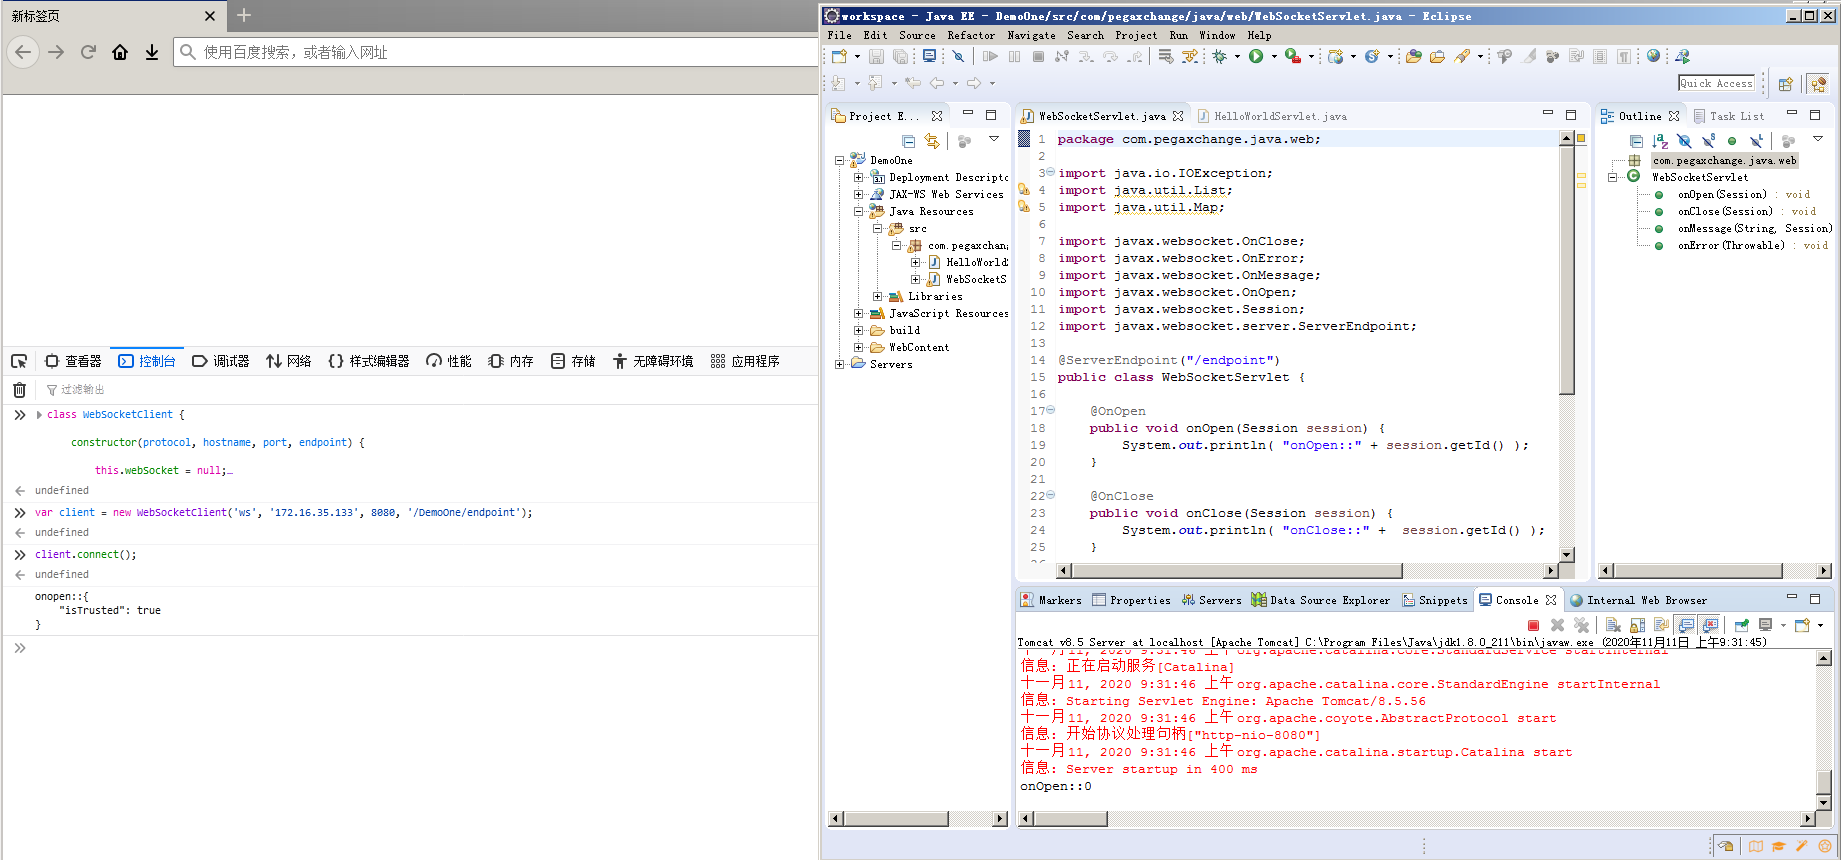 新标签页
使用百度搜索，或者输入网址
查看器 控制台 调试器 网络 样式编辑器 性能 内存 存储 无障碍环境 应用程序
过滤输出
class WebSocketClient {
constructor(protocol, hostname, port, endpoint) {
this.webSocket = null;…
undefined
var client = new WebSocketClient('ws', '172.16.35.133', 8080, '/DemoOne/endpoint');
undefined
client.connect();
undefined
onopen::{
"isTrusted": true
}
workspace - Java EE - DemoOne/src/com/pegaxchange/java/web/WebSocketServlet.java - Eclipse
File Edit Source Refactor Navigate Search Project Run Window Help
Quick Access
Project E...
DemoOne
Deployment Descripto
JAX-WS Web Services
Java Resources
src
com.pegaxchang
HelloWorldS
WebSocketS
Libraries
JavaScript Resources
build
WebContent
Servers
WebSocketServlet.java HelloWorldServlet.java
1 package com.pegaxchange.java.web;
2
3 import java.io.IOException;
4 import java.util.List;
5 import java.util.Map;
6
7 import javax.websocket.OnClose;
8 import javax.websocket.OnError;
9 import javax.websocket.OnMessage;
10 import javax.websocket.OnOpen;
11 import javax.websocket.Session;
12 import javax.websocket.server.ServerEndpoint;
13
14 @ServerEndpoint("/endpoint")
15 public class WebSocketServlet {
16
17 @OnOpen
18 public void onOpen(Session session) {
19 System.out.println( "onOpen::" + session.getId() );
20 }
21
22 @OnClose
23 public void onClose(Session session) {
24 System.out.println( "onClose::" +  session.getId() );
25 }
Outline Task List
com.pegaxchange.java.web
WebSocketServlet
onOpen(Session) : void
onClose(Session) : void
onMessage(String, Session)
onError(Throwable) : void
Markers Properties Servers Data Source Explorer Snippets Console Internal Web Browser
Tomcat v8.5 Server at localhost [Apache Tomcat] C:\Program Files\Java\jdk1.8.0_211\bin\javaw.exe (2020年11月11日 上午9:31:45)
十一月 11, 2020 9:31:46 上午 org.apache.catalina.core.StandardService startInternal
信息: 正在启动服务[Catalina]
十一月 11, 2020 9:31:46 上午 org.apache.catalina.core.StandardEngine startInternal
信息: Starting Servlet Engine: Apache Tomcat/8.5.56
十一月 11, 2020 9:31:46 上午 org.apache.coyote.AbstractProtocol start
信息: 开始协议处理句柄["http-nio-8080"]
十一月 11, 2020 9:31:46 上午 org.apache.catalina.startup.Catalina start
信息: Server startup in 400 ms
onOpen::0